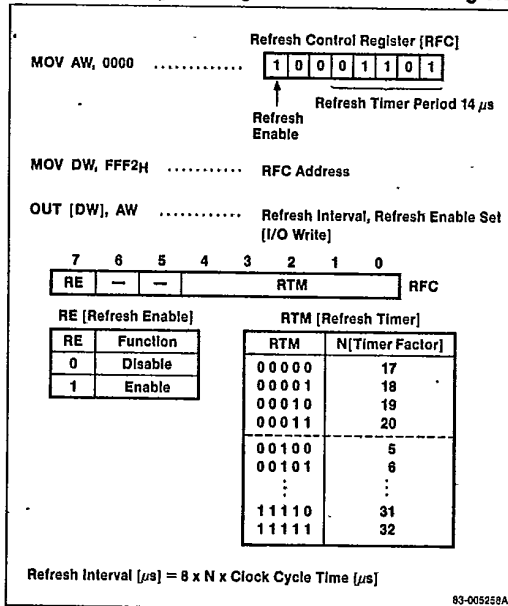 Refresh Control Register [RFC]
MOV AW, 0000 ............ 1 0 0 0 1 1 0 1
Refresh Enable
Refresh Timer Period 14 μs
MOV DW, FFF2H .......... RFC Address
OUT [DW], AW ............ Refresh Interval, Refresh Enable Set
[I/O Write]
7 6 5 4 3 2 1 0
RE — — RTM RFC
RE [Refresh Enable]
RE Function
0 Disable
1 Enable
RTM [Refresh Timer]
RTM N[Timer Factor]
00000 17
00001 18
00010 19
00011 20
00100 5
00101 6
⋮ ⋮
11110 31
11111 32
Refresh Interval [μs] = 8 x N x Clock Cycle Time [μs]
83-005258A